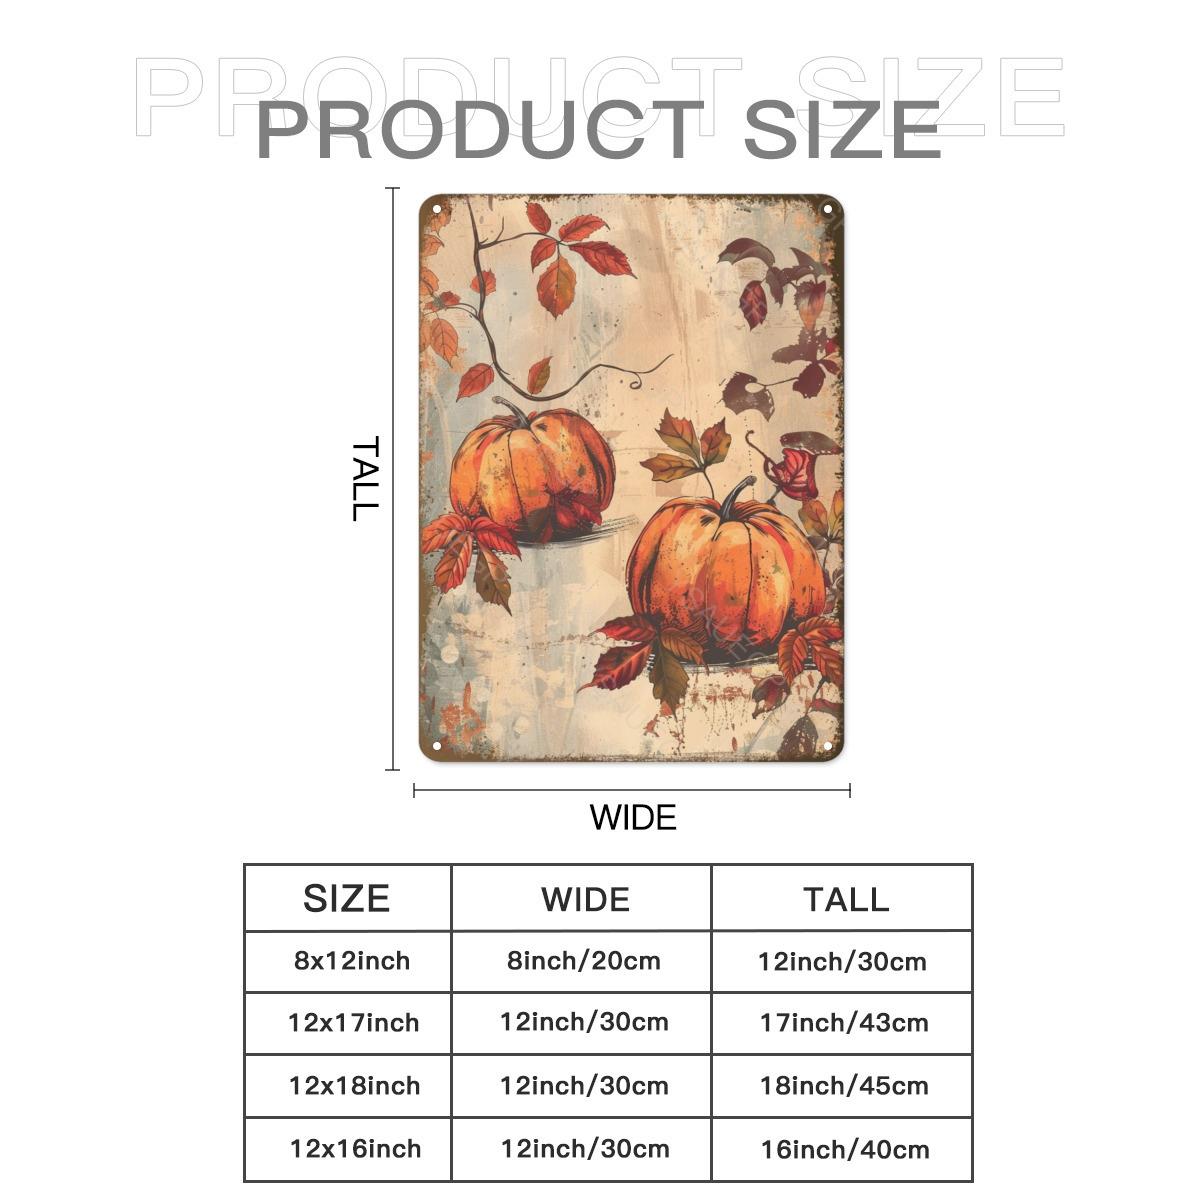 PRODUCT SIZE
PRODUCT SIZE
TALL
WIDE
SIZE WIDE TALL
8x12inch 8inch/20cm 12inch/30cm
12x17inch 12inch/30cm 17inch/43cm
12x18inch 12inch/30cm 18inch/45cm
12x16inch 12inch/30cm 16inch/40cm